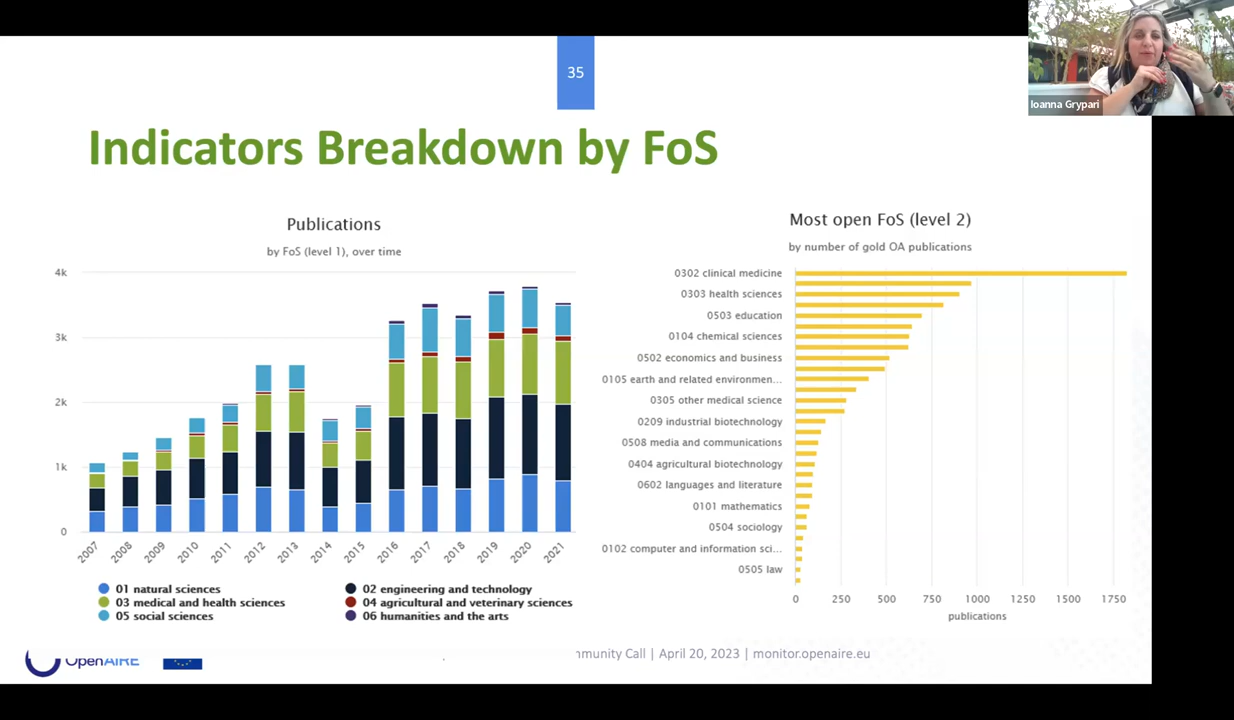 35
Ioanna Grypari
Indicators Breakdown by FoS
Publications
by FoS (level 1), over time
4k
3k
2k
1k
0
2007
2008
2009
2010
2011
2012
2013
2014
2015
2016
2017
2018
2019
2020
2021
01 natural sciences
02 engineering and technology
03 medical and health sciences
04 agricultural and veterinary sciences
05 social sciences
06 humanities and the arts
Most open FoS (level 2)
by number of gold OA publications
0302 clinical medicine
0303 health sciences
0503 education
0104 chemical sciences
0502 economics and business
0105 earth and related environmen...
0305 other medical science
0209 industrial biotechnology
0508 media and communications
0404 agricultural biotechnology
0602 languages and literature
0101 mathematics
0504 sociology
0102 computer and information sci...
0505 law
0 250 500 750 1000 1250 1500 1750
publications
OpenAIRE
Call | April 20, 2023 | monitor.openaire.eu